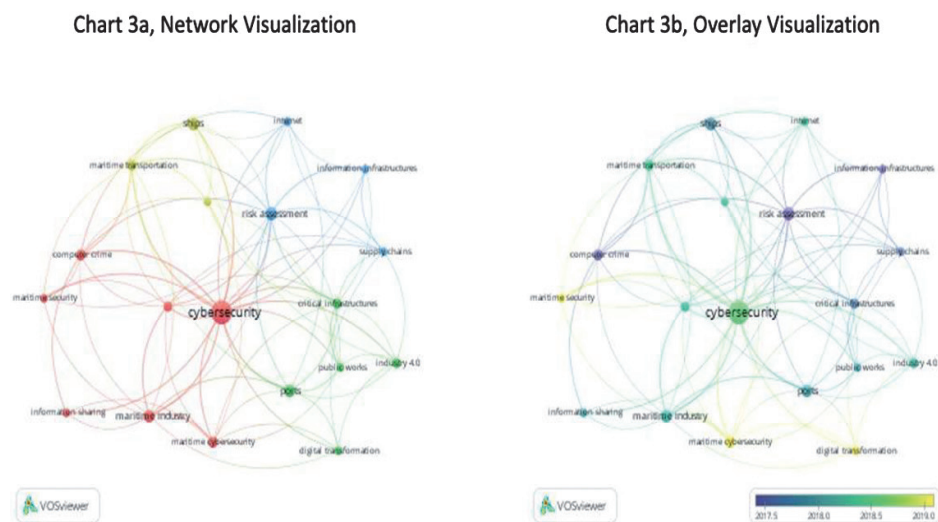 Chart 3a, Network Visualization
Chart 3b, Overlay Visualization
ships
internet
maritime transportation
information infrastructures
risk assessment
computer crime
supply chains
maritime security
cybersecurity
critical infrastructures
public works
industry 4.0
ports
information sharing
maritime industry
maritime cybersecurity
digital transformation
VOSviewer
ships
internet
maritime transportation
information infrastructures
risk assessment
computer crime
supply chains
maritime security
cybersecurity
critical infrastructures
public works
industry 4.0
ports
information sharing
maritime industry
maritime cybersecurity
digital transformation
VOSviewer
2017.5 2018.0 2018.5 2019.0